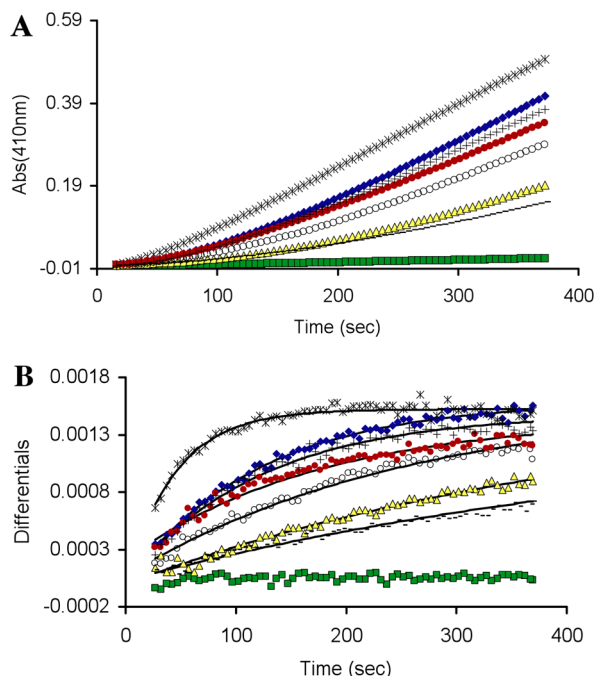 A
0.59
0.39
0.19
-0.01
Abs(410nm)
0 100 200 300 400
Time (sec)
B
0.0018
0.0013
0.0008
0.0003
-0.0002
Differentials
0 100 200 300 400
Time (sec)